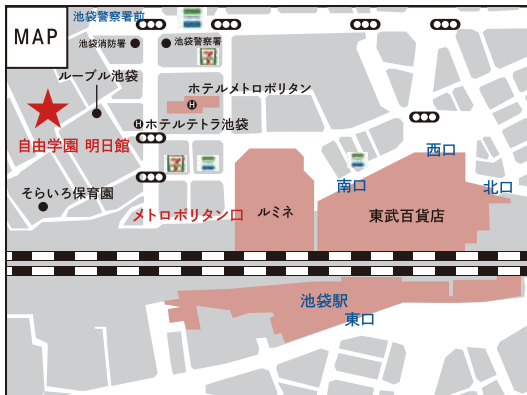 MAP
池袋警察署前
池袋消防署
池袋警察署
ルーブル池袋
ホテルメトロポリタン
H
H ホテルテトラ池袋
自由学園 明日館
西口
南口
北口
そらいろ保育園
メトロポリタン口
ルミネ
東武百貨店
池袋駅
東口